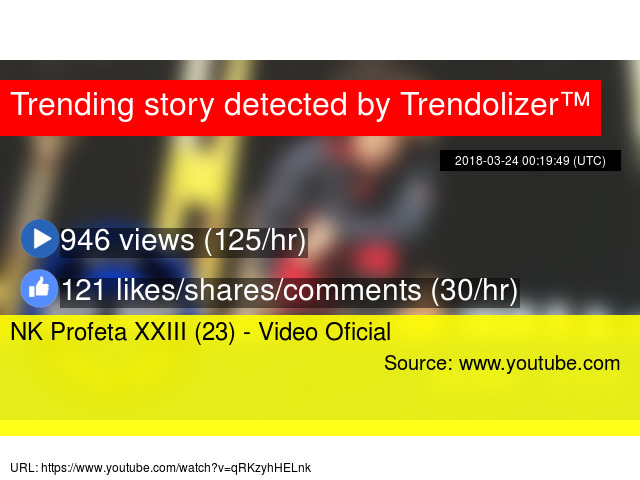 Trending story detected by Trendolizer™
2018-03-24 00:19:49 (UTC)
946 views (125/hr)
121 likes/shares/comments (30/hr)
NK Profeta XXIII (23) - Video Oficial
Source: www.youtube.com
URL: https://www.youtube.com/watch?v=qRKzyhHELnk